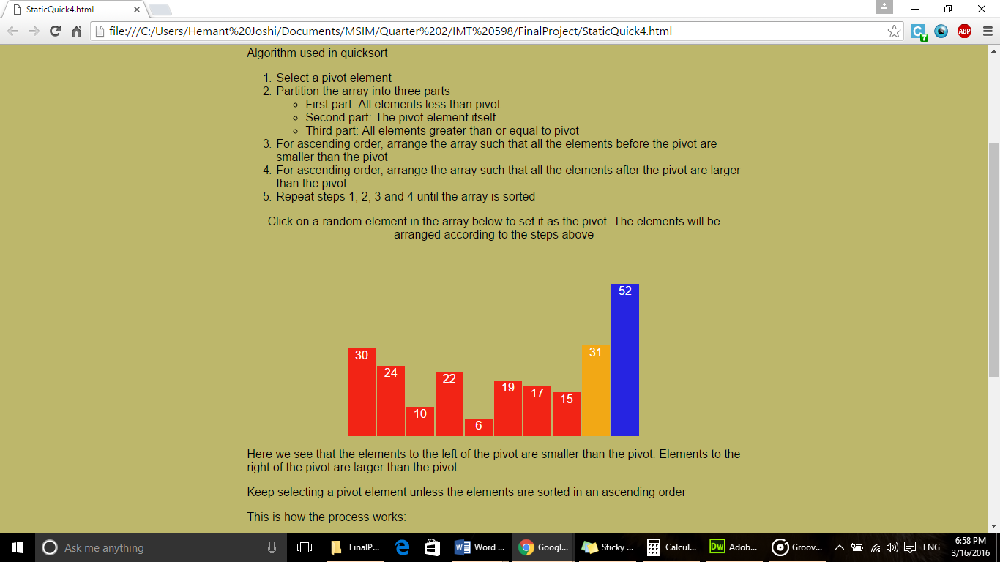 StaticQuick4.html
file:///C:/Users/Hemant%20Joshi/Documents/MSIM/Quarter%202/IMT%20598/FinalProject/StaticQuick4.html
C 7 ABP
Algorithm used in quicksort
1. Select a pivot element
2. Partition the array into three parts
First part: All elements less than pivot
Second part: The pivot element itself
Third part: All elements greater than or equal to pivot
3. For ascending order, arrange the array such that all the elements before the pivot are
smaller than the pivot
4. For ascending order, arrange the array such that all the elements after the pivot are larger
than the pivot
5. Repeat steps 1, 2, 3 and 4 until the array is sorted
Click on a random element in the array below to set it as the pivot. The elements will be
arranged according to the steps above
30 24 10 22 6 19 17 15 31 52
Here we see that the elements to the left of the pivot are smaller than the pivot. Elements to the
right of the pivot are larger than the pivot.
Keep selecting a pivot element unless the elements are sorted in an ascending order
This is how the process works:
Ask me anything
FinalP...
Word ...
Googl...
Sticky ...
Calcul...
Dw Adob...
Groov...
ENG
6:58 PM
3/16/2016